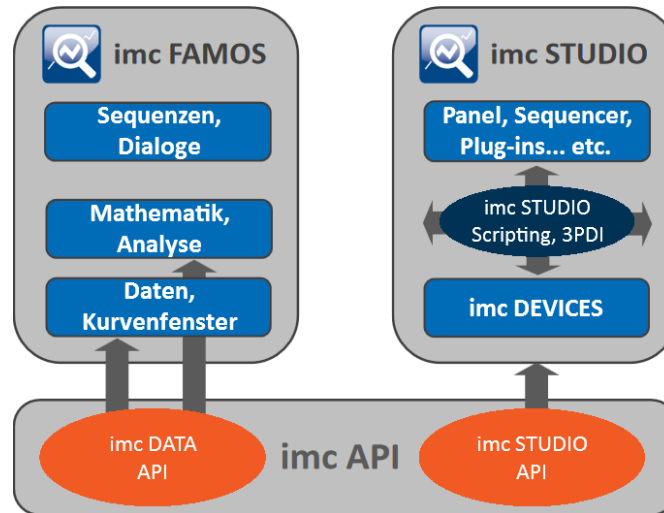 imc FAMOS
Sequenzen,
Dialoge
Mathematik,
Analyse
Daten,
Kurvenfenster
imc STUDIO
Panel, Sequencer,
Plug-ins... etc.
imc STUDIO
Scripting, 3PDI
imc DEVICES
imc DATA
API
imc API
imc STUDIO
API